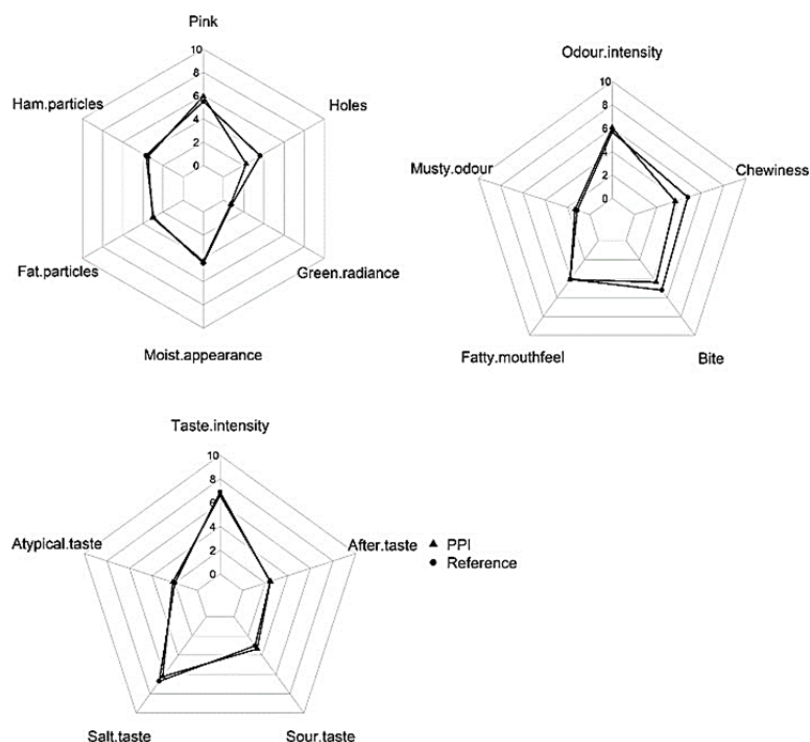 Pink
10
8
6
4
2
0
Ham.particles
Holes
Fat.particles
Green.radiance
Moist.appearance
Odour.intensity
10
8
6
4
2
0
Musty.odour
Chewiness
Fatty.mouthfeel
Bite
Taste.intensity
10
8
6
4
2
0
Atypical.taste
After.taste
Salt.taste
Sour.taste
PPI
Reference